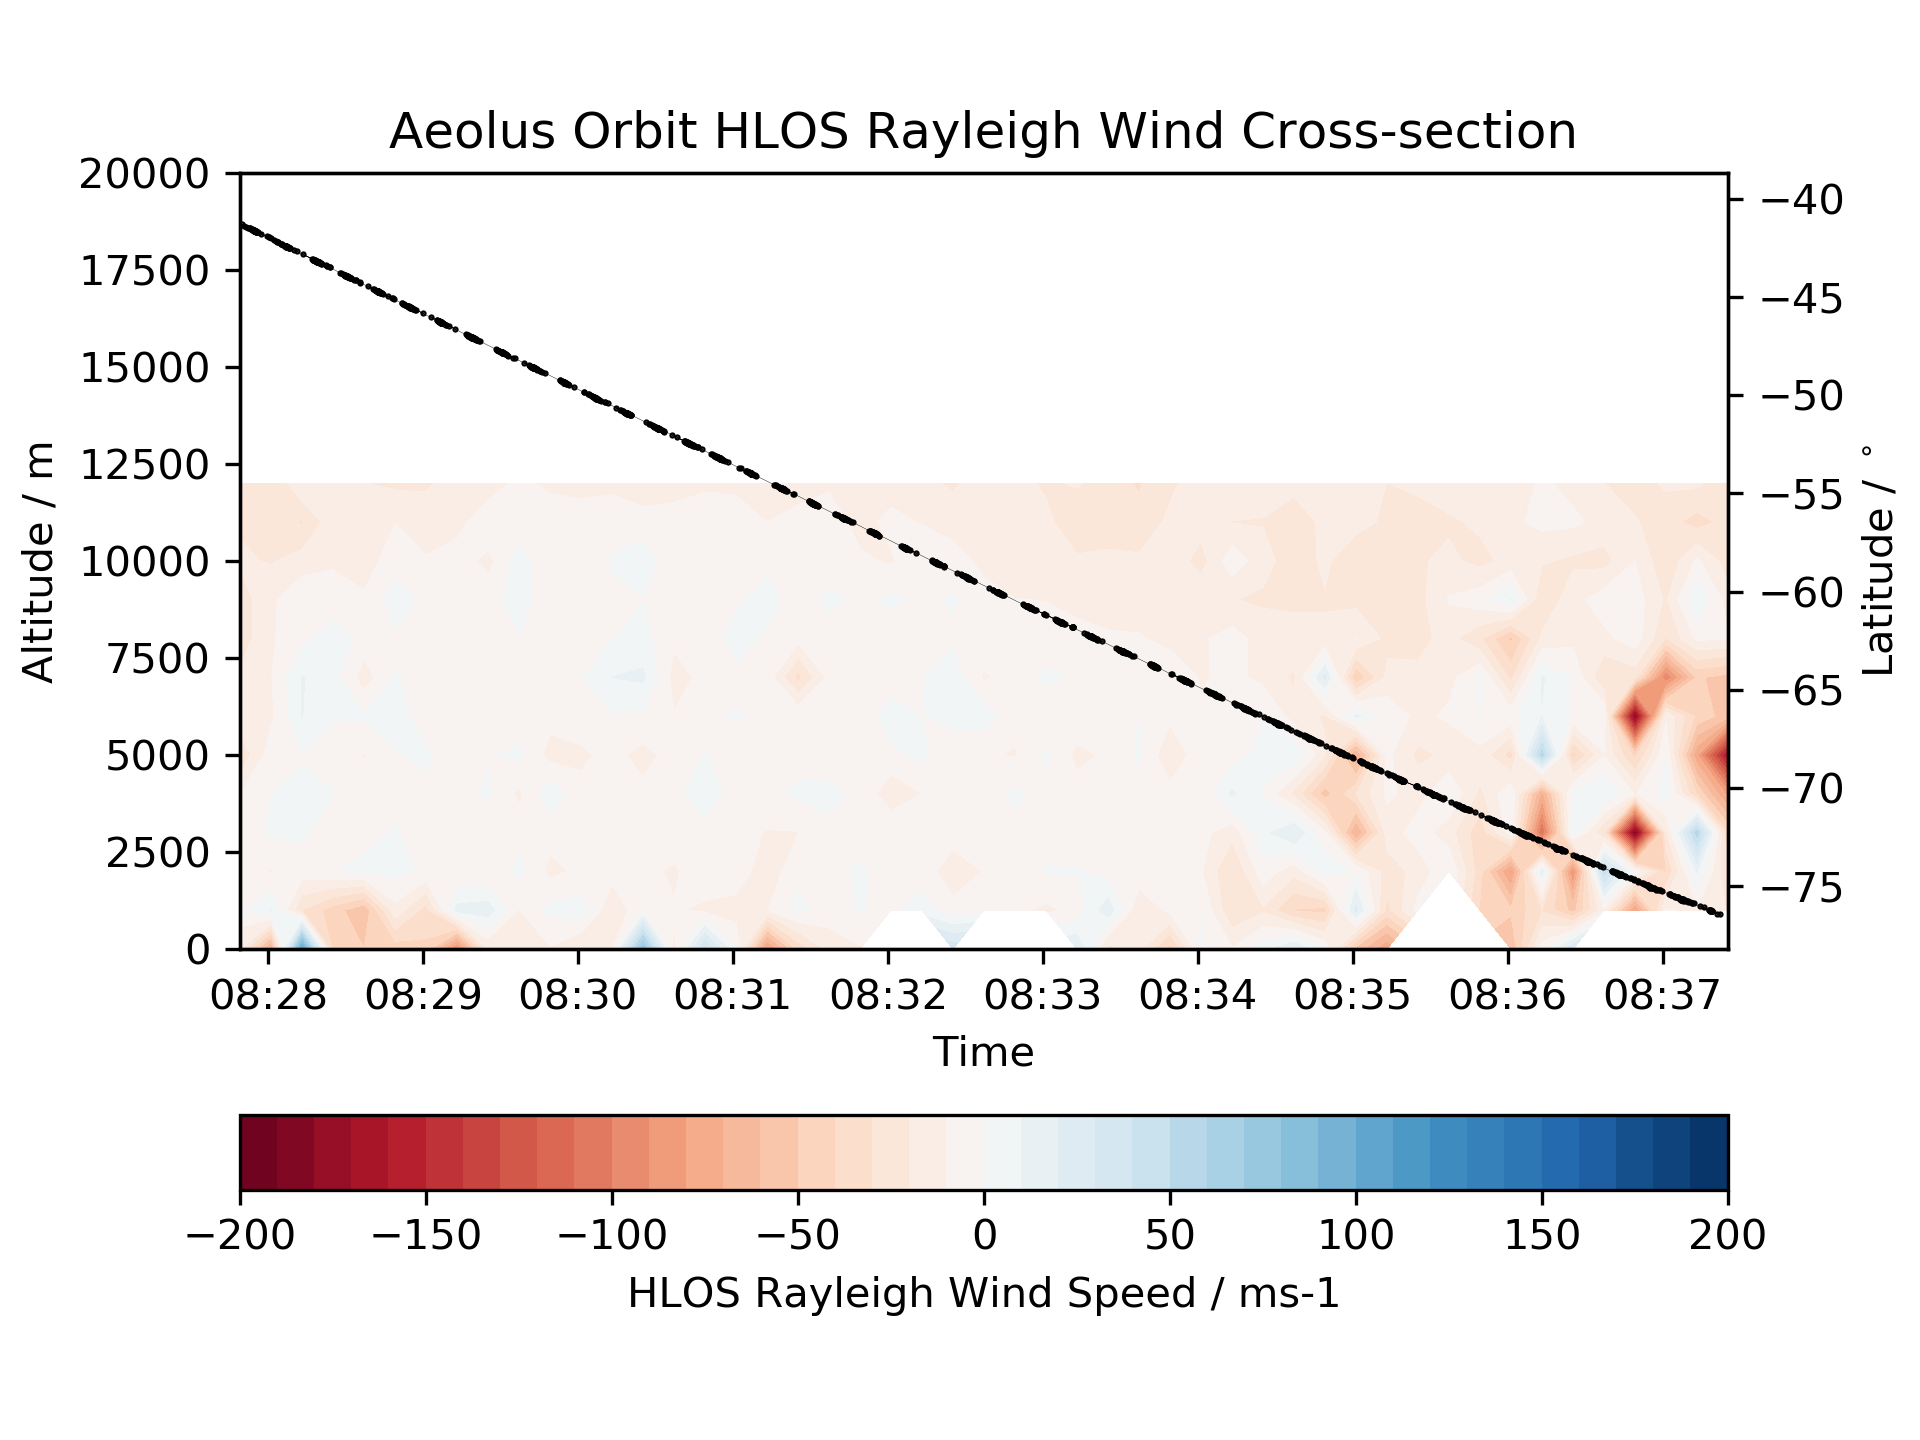 Aeolus Orbit HLOS Rayleigh Wind Cross-section
20000
17500
15000
12500
10000
7500
5000
2500
0
Altitude / m
−40
−45
−50
−55
−60
−65
−70
−75
Latitude / °
08:28 08:29 08:30 08:31 08:32 08:33 08:34 08:35 08:36 08:37
Time
−200 −150 −100 −50 0 50 100 150 200
HLOS Rayleigh Wind Speed / ms-1